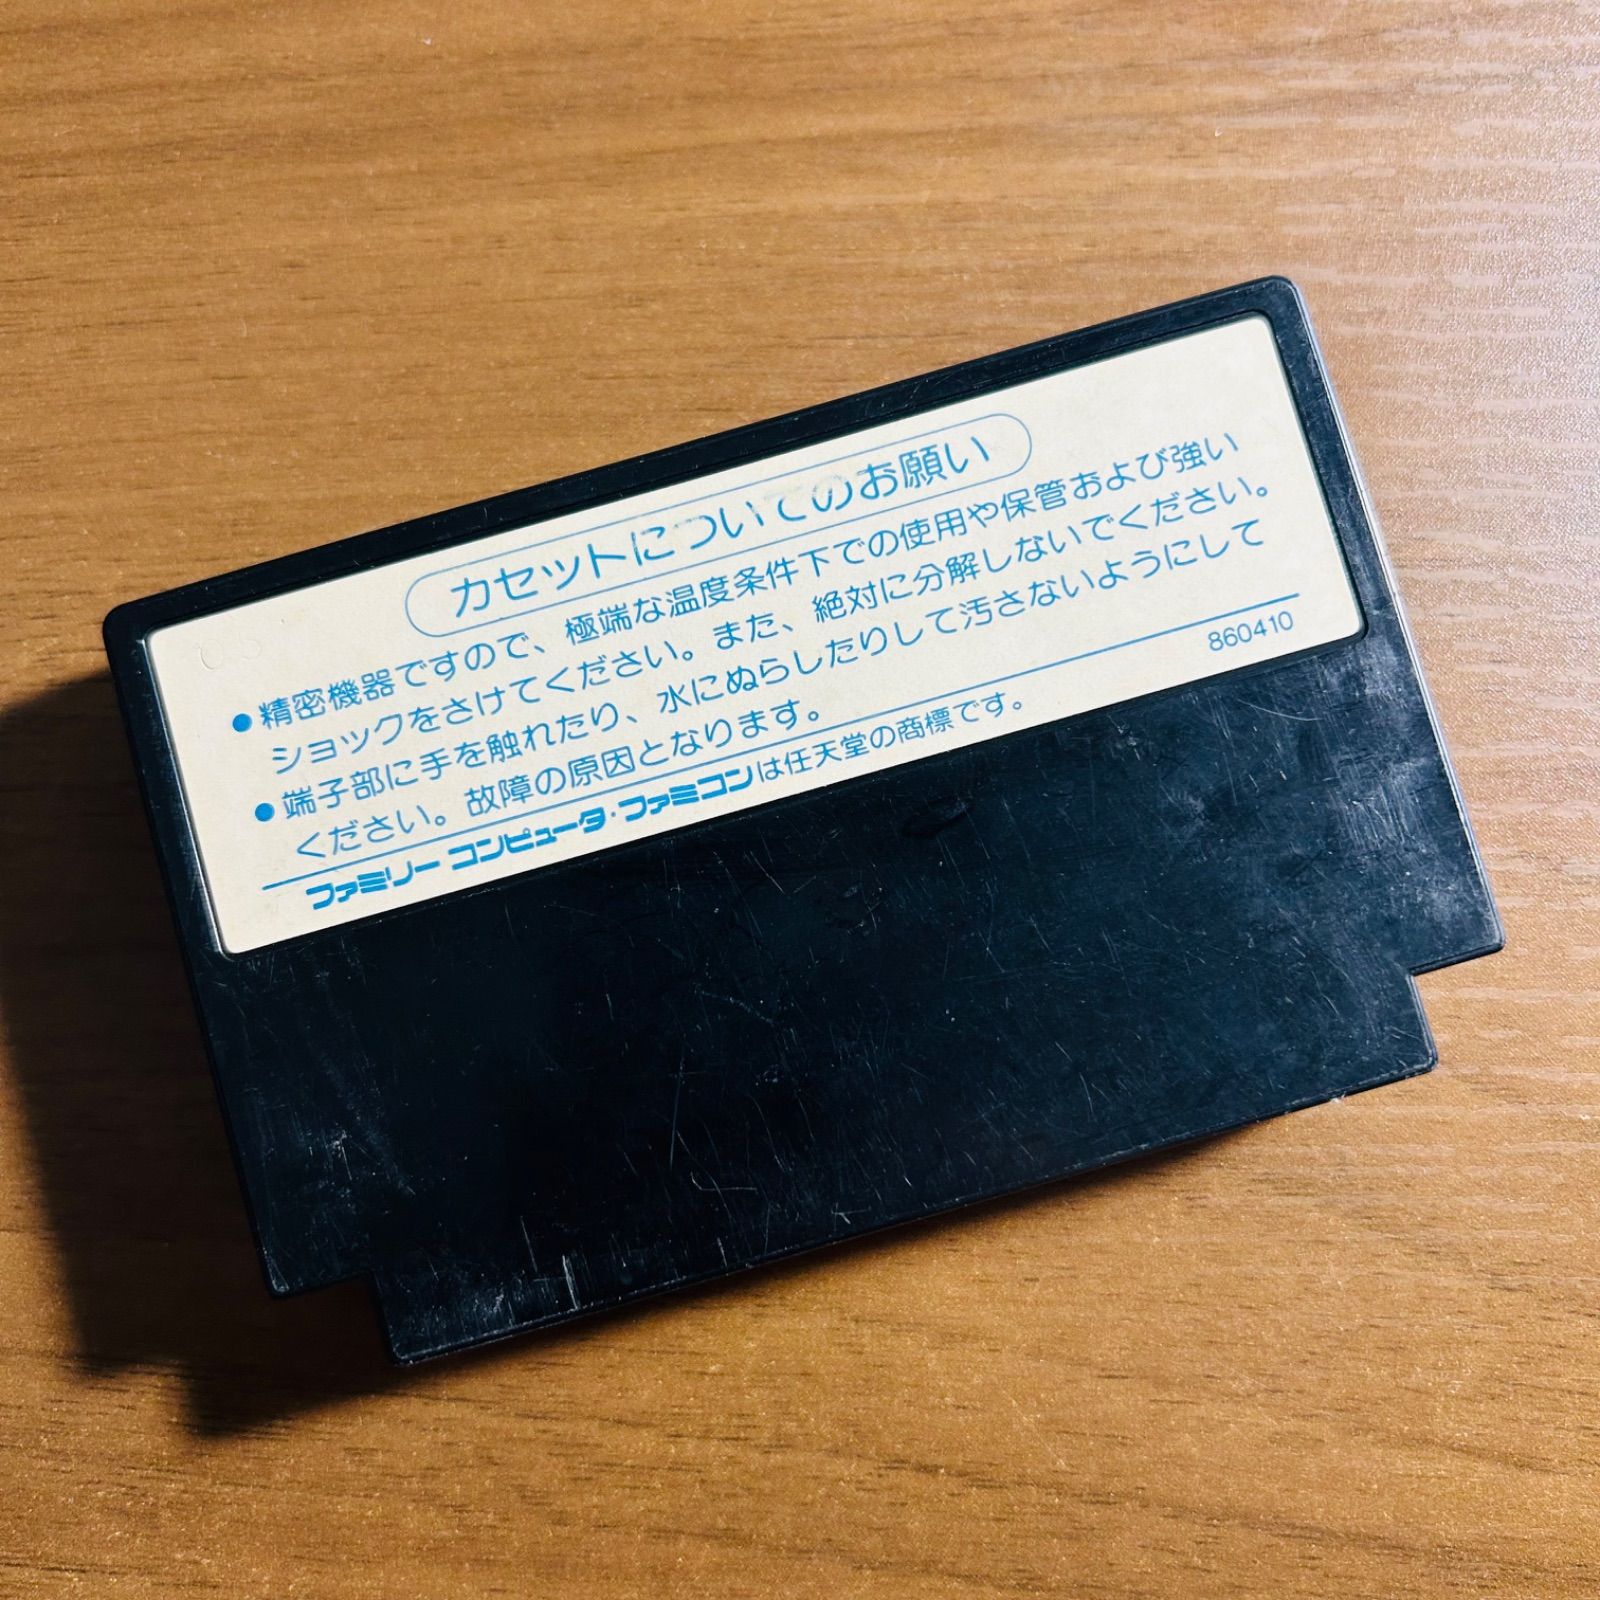 カセットについてのお願い
●精密機器ですので、極端な温度条件下での使用や保管および強い
ショックをさけてください。また、絶対に分解しないでください。
●端子部に手を触れたり、水にぬらしたりして汚さないようにして
ください。故障の原因となります。
ファミリーコンピュータ・ファミコンは任天堂の商標です。
860410